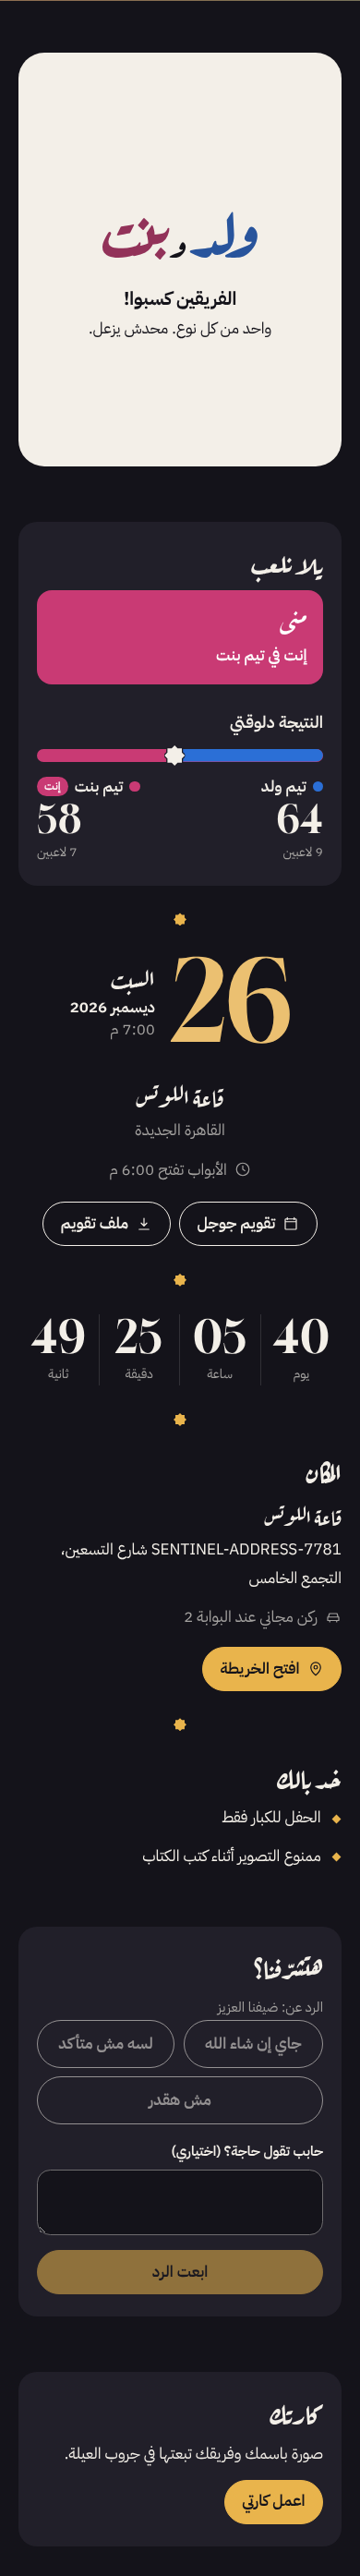 ولد و بنت
الفريقين كسبوا!
واحد من كل نوع. محدش يزعل.
يلا نلعب
منى
إنت في تيم بنت
النتيجة دلوقتي
تيم ولد
64
9 لاعبين
تيم بنت إنت
58
7 لاعبين
26
السبت
ديسمبر 2026
7:00 م
قاعة اللوتس
القاهرة الجديدة
الأبواب تفتح 6:00 م
تقويم جوجل
ملف تقويم
40 05 25 49
يوم ساعة دقيقة ثانية
المكان
قاعة اللوتس
SENTINEL-ADDRESS-7781 شارع التسعين،
التجمع الخامس
ركن مجاني عند البوابة 2
افتح الخريطة
خد بالك
الحفل للكبار فقط
ممنوع التصوير أثناء كتب الكتاب
هتشرّفنا؟
الرد عن: ضيفنا العزيز
جاي إن شاء الله
لسه مش متأكد
مش هقدر
حابب تقول حاجة؟ (اختياري)
ابعت الرد
كارتك
صورة باسمك وفريقك تبعتها في جروب العيلة.
اعمل كارتي